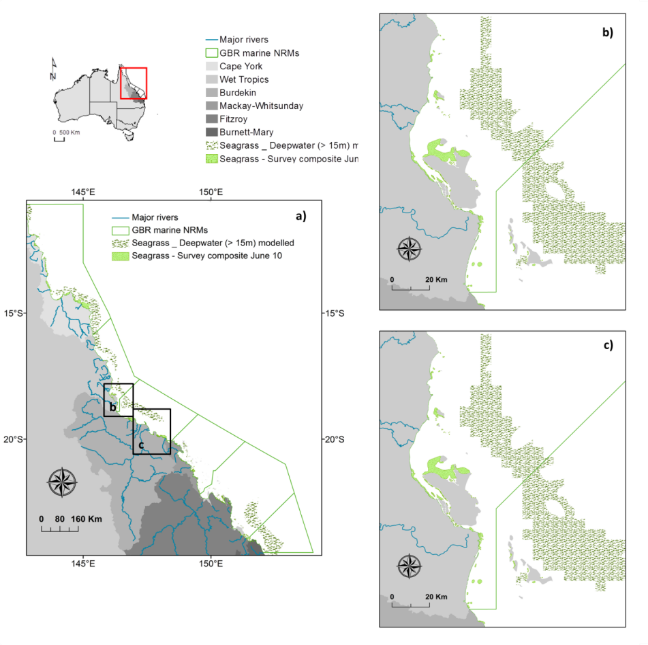 N
0 500 Km
Major rivers
GBR marine NRMs
Cape York
Wet Tropics
Burdekin
Mackay-Whitsunday
Fitzroy
Burnett-Mary
Seagrass _ Deepwater (> 15m) m
Seagrass - Survey composite Jun
145°E 150°E
a)
Major rivers
GBR marine NRMs
Seagrass _ Deepwater (> 15m) modelled
Seagrass - Survey composite June 10
15°S 15°S
b
c
20°S 20°S
0 80 160 Km
145°E 150°E
b)
0 20 Km
c)
0 20 Km